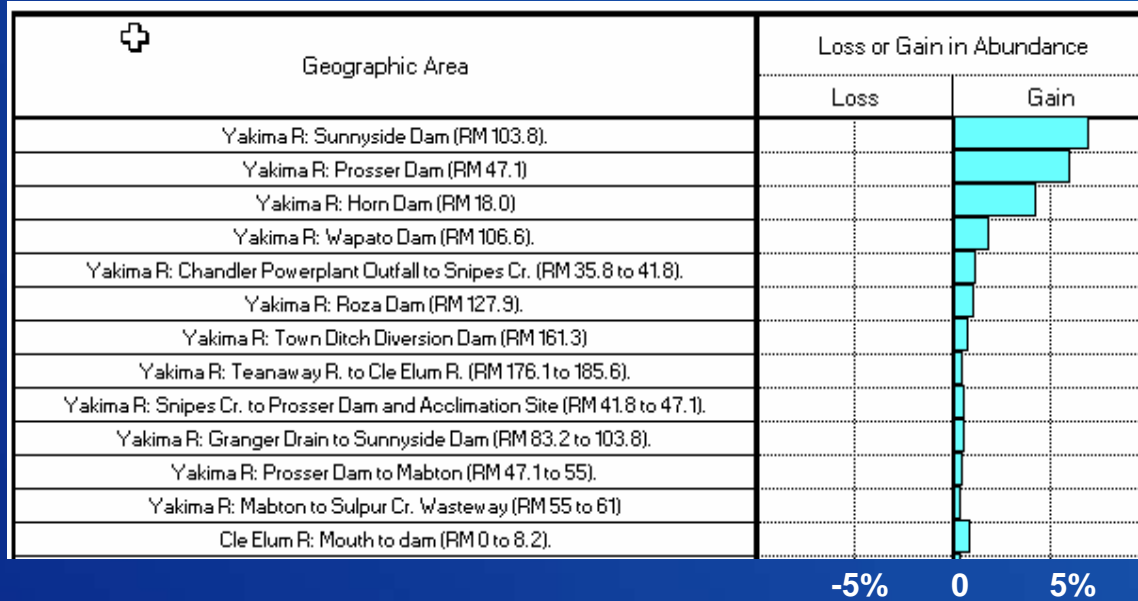 Geographic Area
Loss or Gain in Abundance
Loss
Gain
Yakima R: Sunnyside Dam (RM 103.8).
Yakima R: Prosser Dam (RM 47.1)
Yakima R: Horn Dam (RM 18.0)
Yakima R: Wapato Dam (RM 106.6).
Yakima R: Chandler Powerplant Outfall to Snipes Cr. (RM 35.8 to 41.8).
Yakima R: Roza Dam (RM 127.9).
Yakima R: Town Ditch Diversion Dam (RM 161.3)
Yakima R: Teanaway R. to Cle Elum R. (RM 176.1 to 185.6).
Yakima R: Snipes Cr. to Prosser Dam and Acclimation Site (RM 41.8 to 47.1).
Yakima R: Granger Drain to Sunnyside Dam (RM 83.2 to 103.8).
Yakima R: Prosser Dam to Mabton (RM 47.1 to 55).
Yakima R: Mabton to Sulpur Cr. Wasteway (RM 55 to 61)
Cle Elum R: Mouth to dam (RM 0 to 8.2).
-5% 0 5%